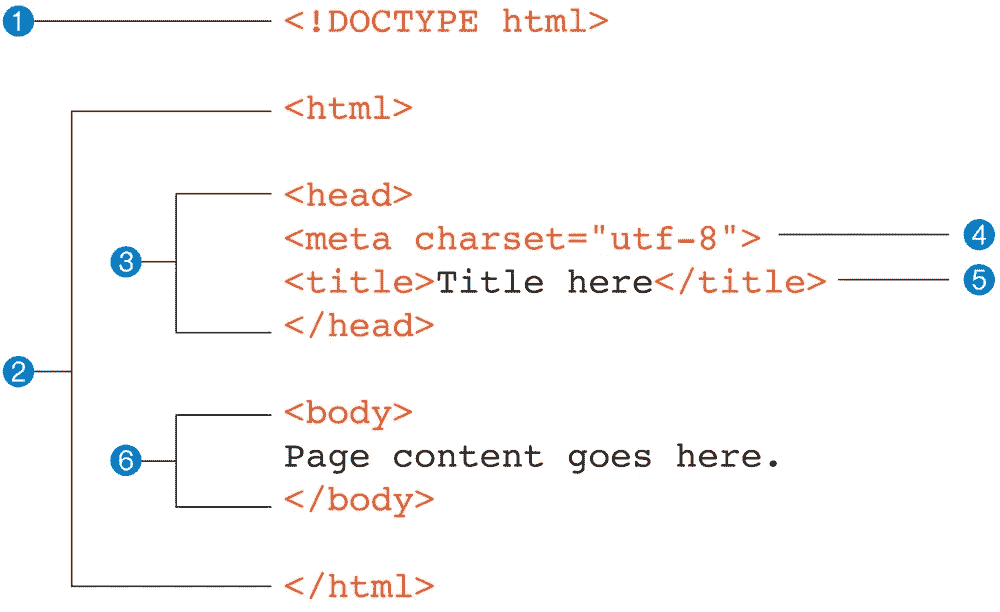 1 <!DOCTYPE html>
<html>
<head>
<meta charset="utf-8"> 4
3 <title>Title here</title> 5
</head>
2
<body>
6 Page content goes here.
</body>
</html>